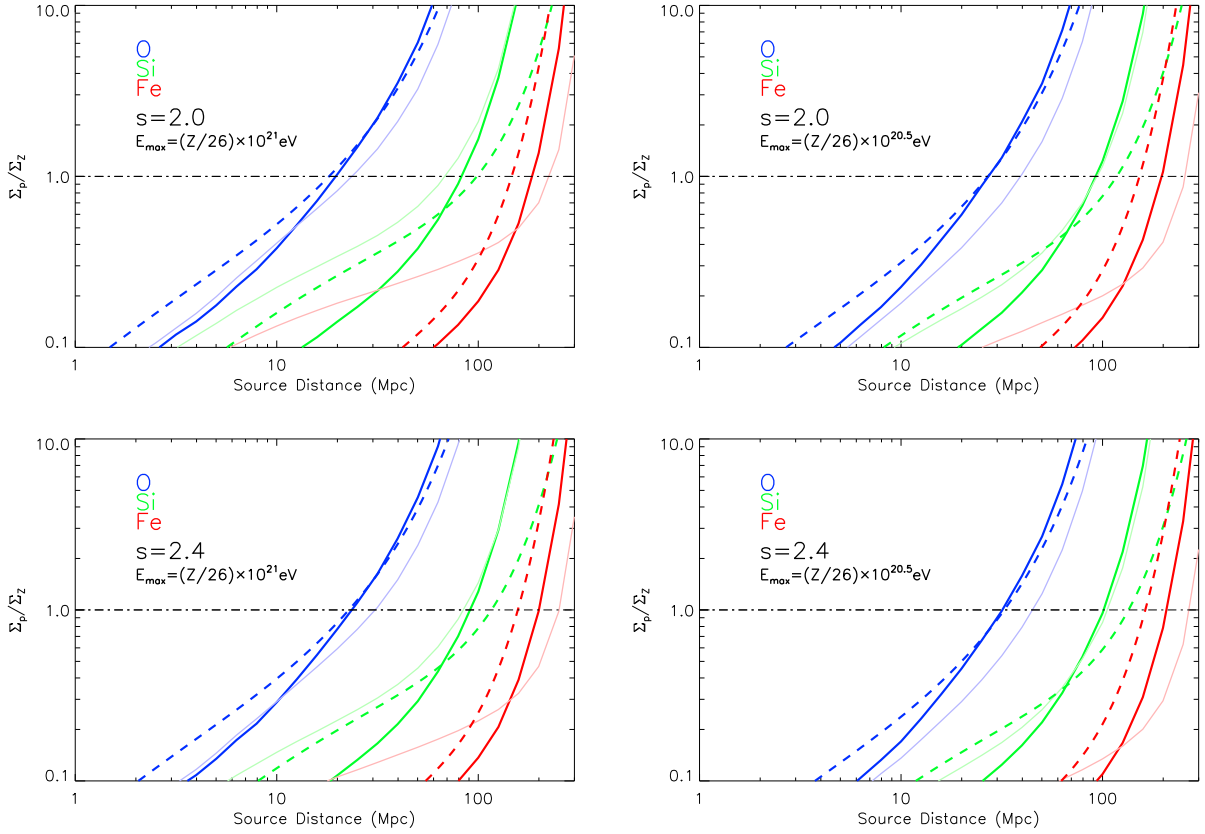 10.0
1.0
0.1
Σp/Σz
O
Si
Fe
s=2.0
Emax=(Z/26)×10^21eV
1 10 100
Source Distance (Mpc)
10.0
1.0
0.1
Σp/Σz
O
Si
Fe
s=2.0
Emax=(Z/26)×10^20.5eV
1 10 100
Source Distance (Mpc)
10.0
1.0
0.1
Σp/Σz
O
Si
Fe
s=2.4
Emax=(Z/26)×10^21eV
1 10 100
Source Distance (Mpc)
10.0
1.0
0.1
Σp/Σz
O
Si
Fe
s=2.4
Emax=(Z/26)×10^20.5eV
1 10 100
Source Distance (Mpc)